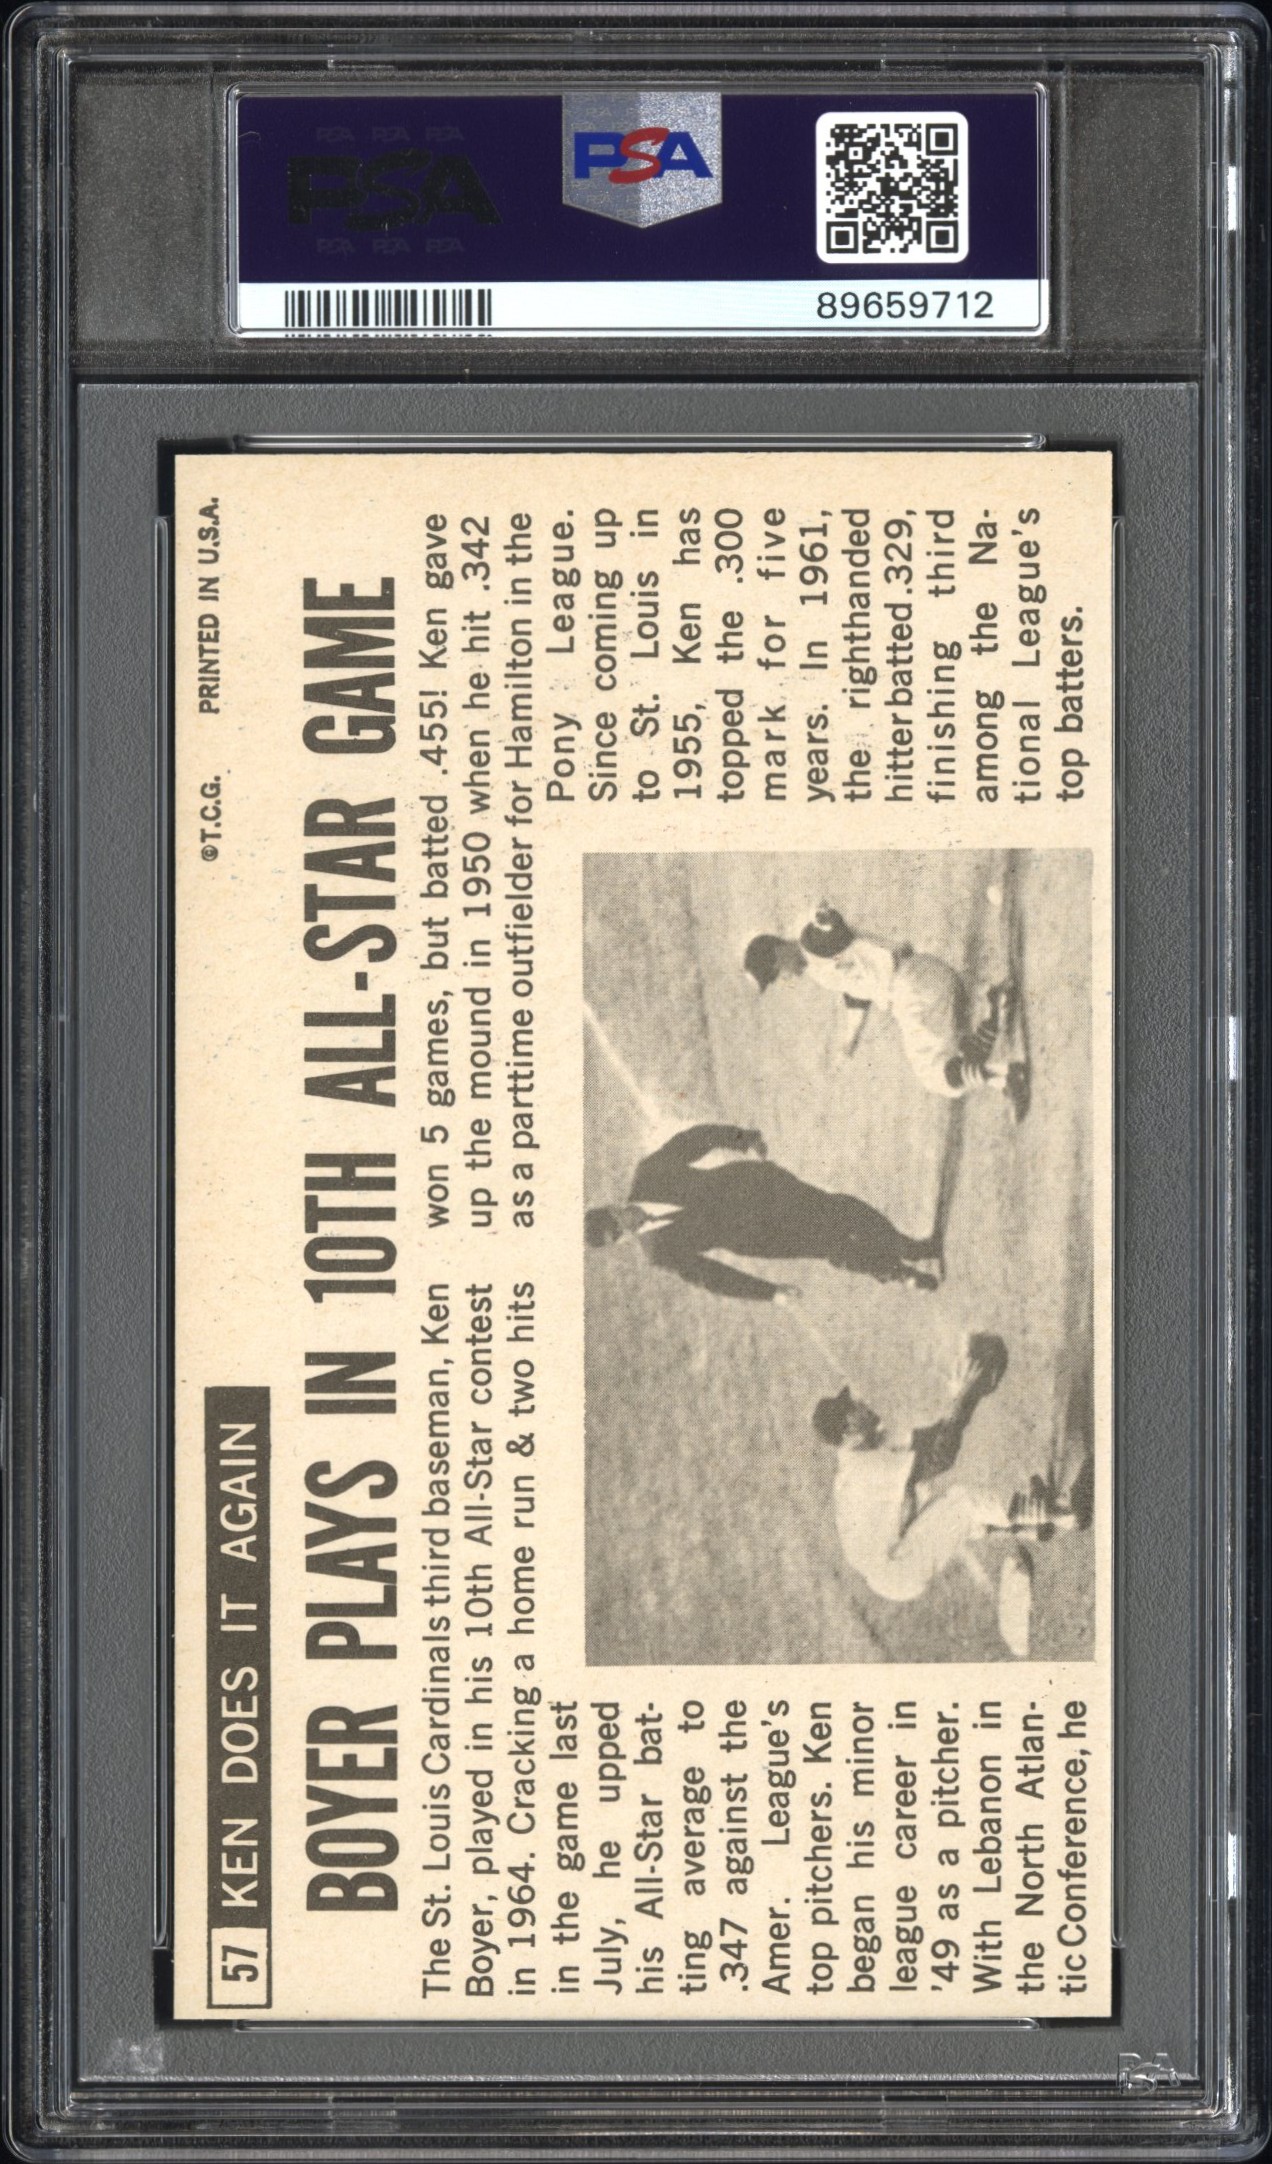 PSA
PSA
89659712
57 KEN DOES IT AGAIN
©T.C.G. PRINTED IN U.S.A.
BOYER PLAYS IN 10TH ALL-STAR GAME
The St. Louis Cardinals third baseman, Ken
Boyer, played in his 10th All-Star contest
in 1964. Cracking a home run & two hits
in the game last
July, he upped
his All-Star bat-
ting average to
.347 against the
Amer. League's
top pitchers. Ken
began his minor
league career in
'49 as a pitcher.
With Lebanon in
the North Atlan-
tic Conference, he
won 5 games, but batted .455! Ken gave
up the mound in 1950 when he hit .342
as a parttime outfielder for Hamilton in the
Pony League.
Since coming up
to St. Louis in
1955, Ken has
topped the .300
mark for five
years. In 1961,
the righthanded
hitter batted .329,
finishing third
among the Na-
tional League's
top batters.
PSA